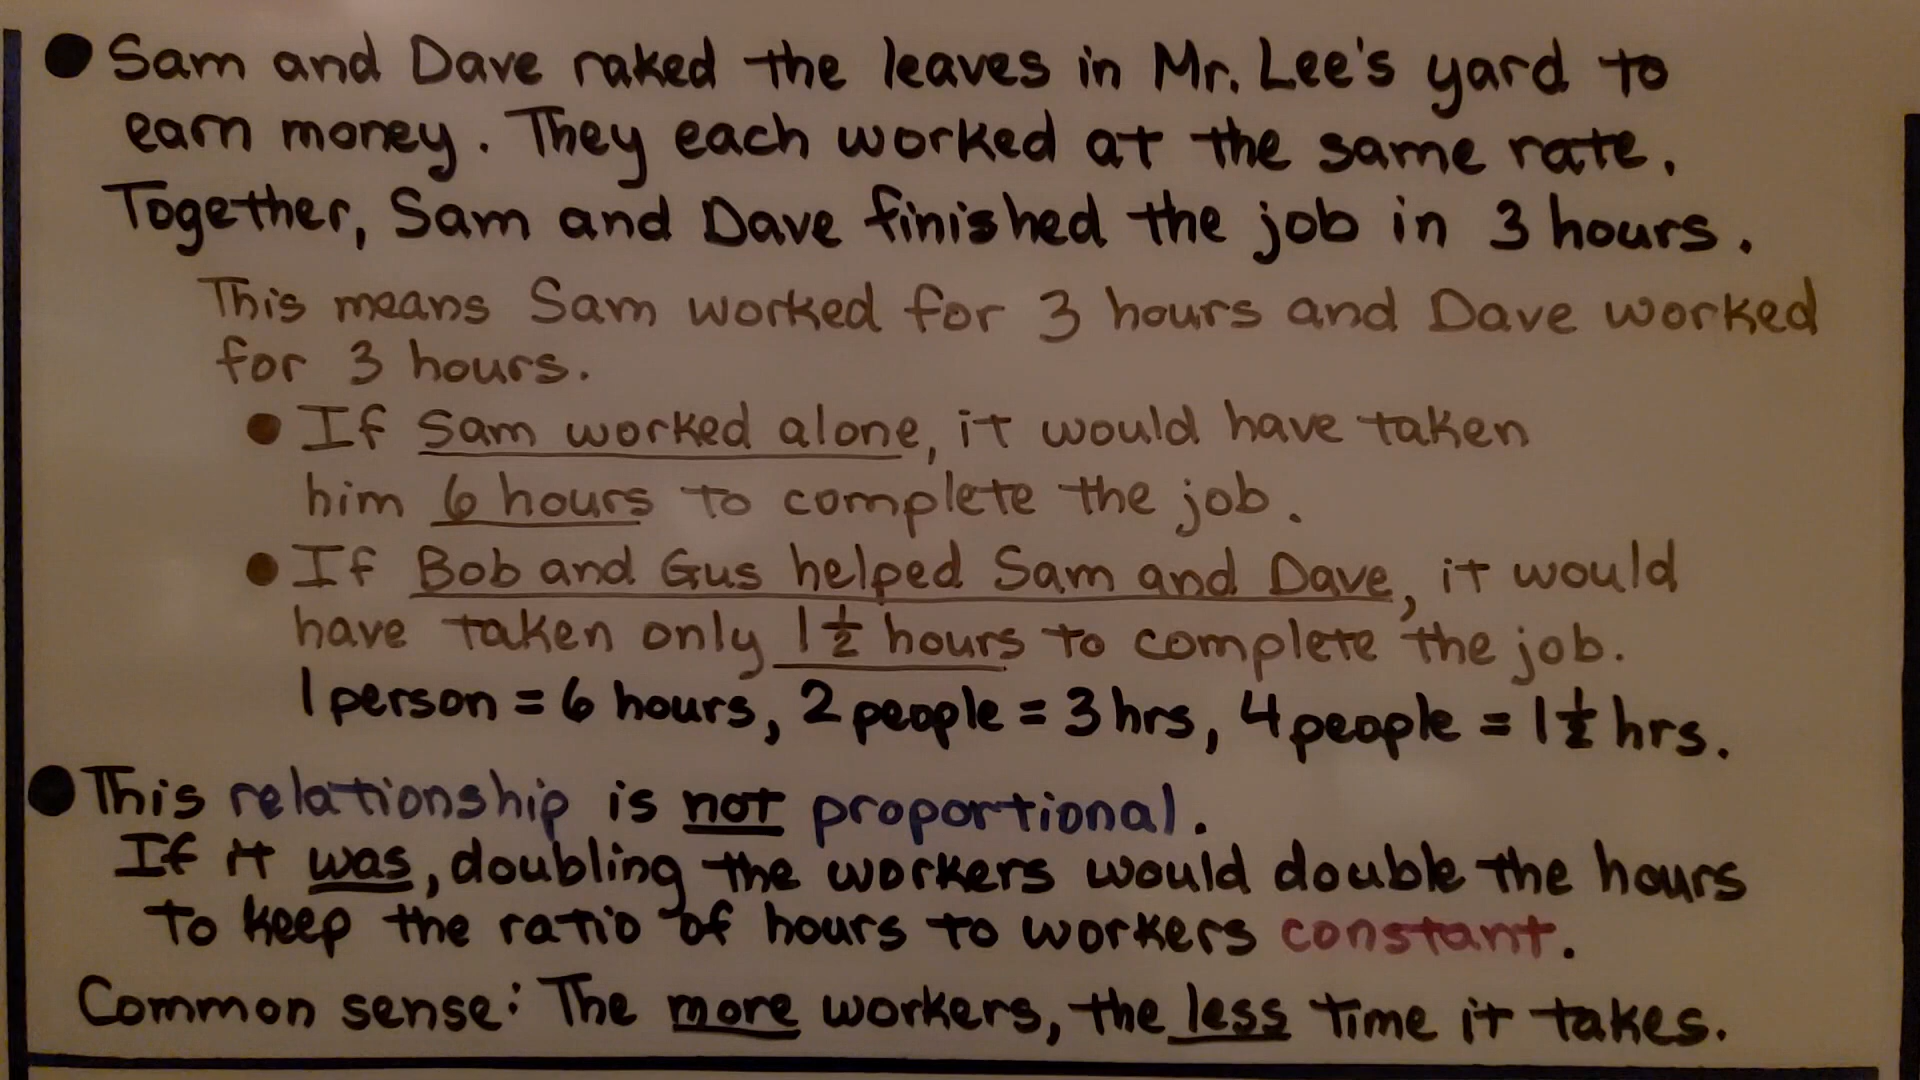 ● Sam and Dave raked the leaves in Mr. Lee's yard to
earn money. They each worked at the same rate.
Together, Sam and Dave finished the job in 3 hours.
This means Sam worked for 3 hours and Dave worked
for 3 hours.
● If Sam worked alone, it would have taken
him 6 hours to complete the job.
● If Bob and Gus helped Sam and Dave, it would
have taken only 1 1/2 hours to complete the job.
1 person = 6 hours, 2 people = 3 hrs, 4 people = 1 1/2 hrs.
● This relationship is not proportional.
If it was, doubling the workers would double the hours
to keep the ratio of hours to workers constant.
Common sense: The more workers, the less time it takes.